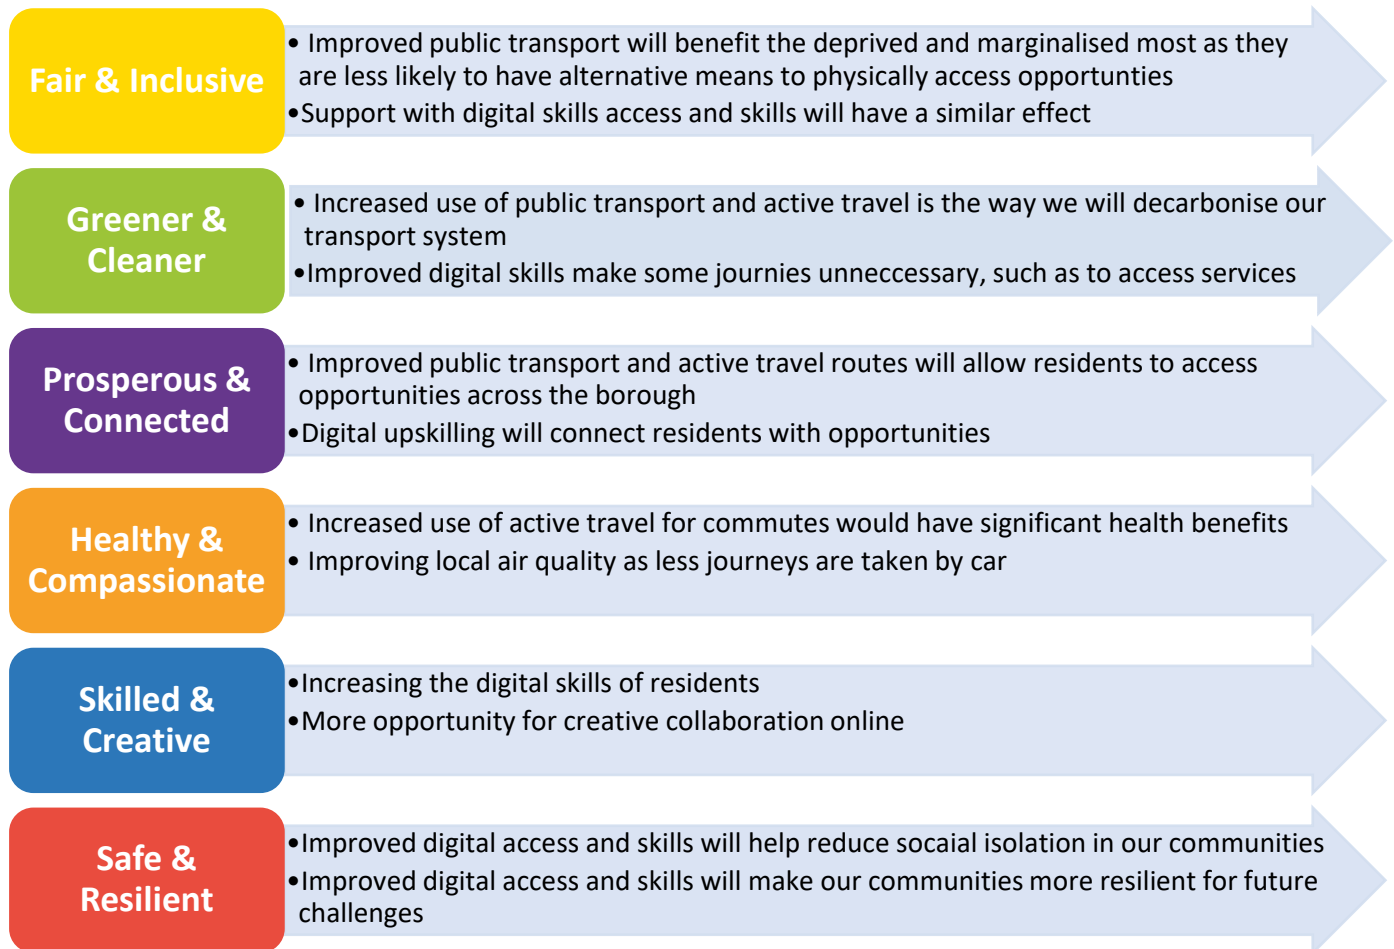 Fair & Inclusive
• Improved public transport will benefit the deprived and marginalised most as they
are less likely to have alternative means to physically access opportunties
•Support with digital skills access and skills will have a similar effect
Greener &
Cleaner
• Increased use of public transport and active travel is the way we will decarbonise our
transport system
•Improved digital skills make some journies unneccessary, such as to access services
Prosperous &
Connected
• Improved public transport and active travel routes will allow residents to access
opportunities across the borough
•Digital upskilling will connect residents with opportunities
Healthy &
Compassionate
• Increased use of active travel for commutes would have significant health benefits
• Improving local air quality as less journeys are taken by car
Skilled &
Creative
•Increasing the digital skills of residents
•More opportunity for creative collaboration online
Safe &
Resilient
•Improved digital access and skills will help reduce socaial isolation in our communities
•Improved digital access and skills will make our communities more resilient for future
challenges